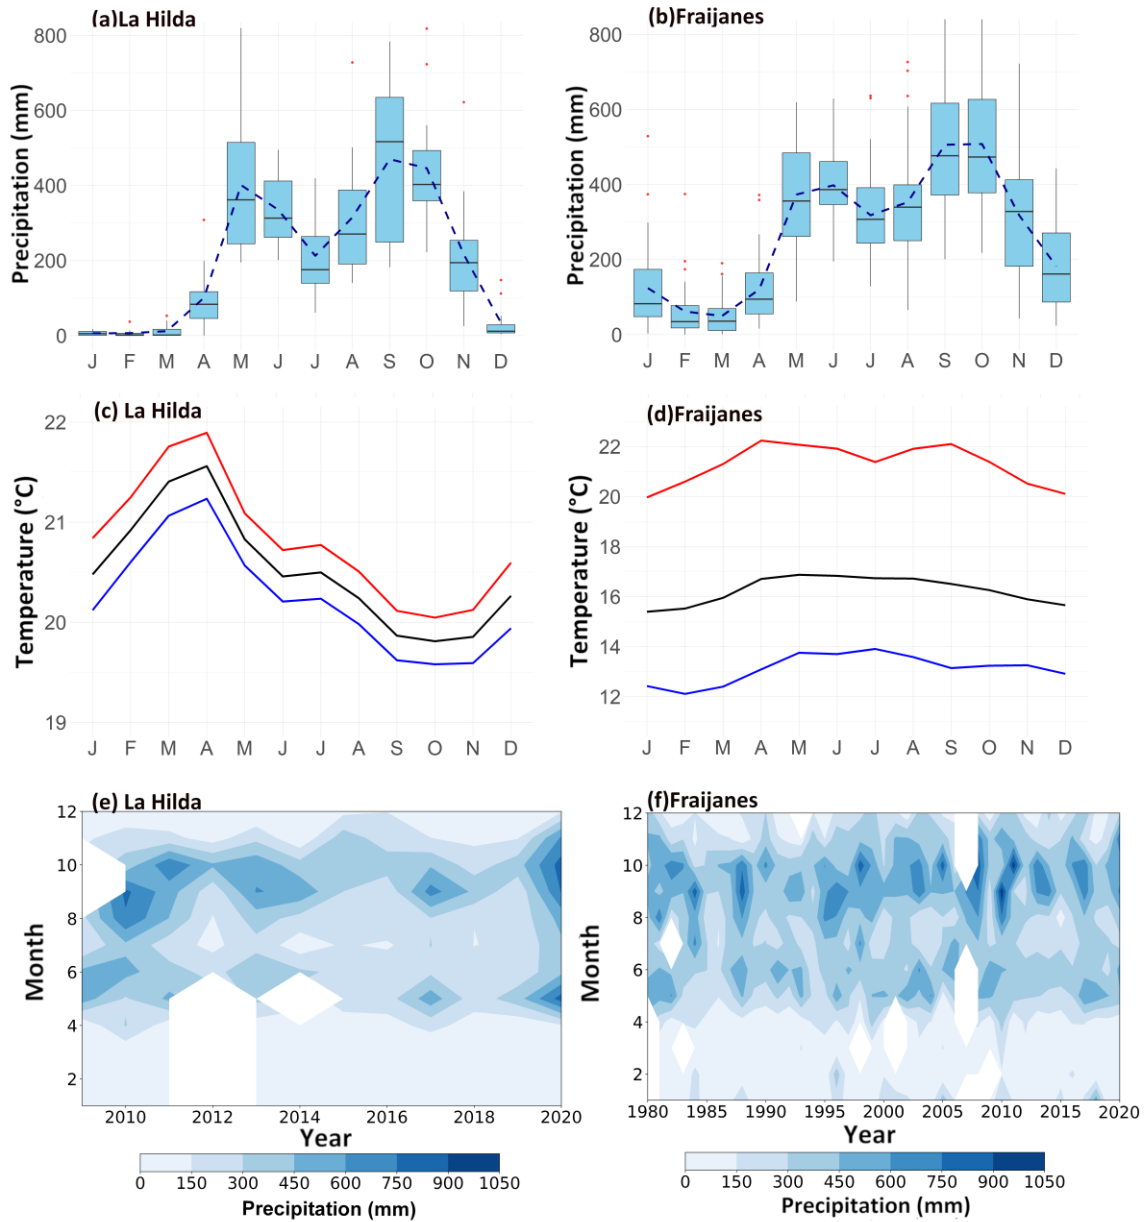 (a)La Hilda
Precipitation (mm)
800
600
400
200
0
J F M A M J J A S O N D
(b)Fraijanes
Precipitation (mm)
800
600
400
200
0
J F M A M J J A S O N D
(c) La Hilda
Temperature (°C)
22
21
20
19
J F M A M J J A S O N D
(d)Fraijanes
Temperature (°C)
22
20
18
16
14
12
J F M A M J J A S O N D
(e) La Hilda
Month
12
10
8
6
4
2
2010 2012 2014 2016 2018 2020
Year
0 150 300 450 600 750 900 1050
Precipitation (mm)
(f)Fraijanes
Month
12
10
8
6
4
2
1980 1985 1990 1995 2000 2005 2010 2015 2020
Year
0 150 300 450 600 750 900 1050
Precipitation (mm)